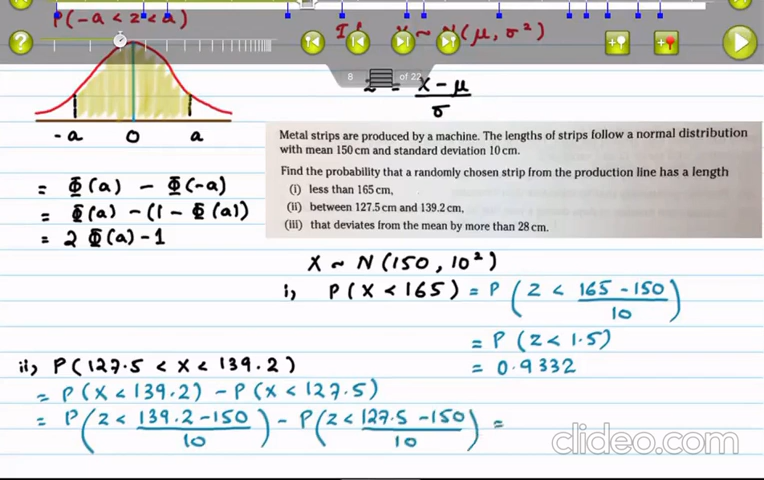 P(-a < z < a)
X ~ N(μ, σ²)
8 of 22
z = X - μ / σ
-a 0 a
Metal strips are produced by a machine. The lengths of strips follow a normal distribution
with mean 150 cm and standard deviation 10 cm.
Find the probability that a randomly chosen strip from the production line has a length
(i) less than 165 cm,
(ii) between 127.5 cm and 139.2 cm,
(iii) that deviates from the mean by more than 28 cm.
= Φ(a) - Φ(-a)
= Φ(a) - (1 - Φ(a))
= 2 Φ(a) - 1
X ~ N(150, 10²)
i, P(X < 165) = P(Z < 165 - 150 / 10)
= P(Z < 1.5)
= 0.9332
ii, P(127.5 < X < 139.2)
= P(X < 139.2) - P(X < 127.5)
= P(Z < 139.2 - 150 / 10) - P(Z < 127.5 - 150 / 10) =
clideo.com